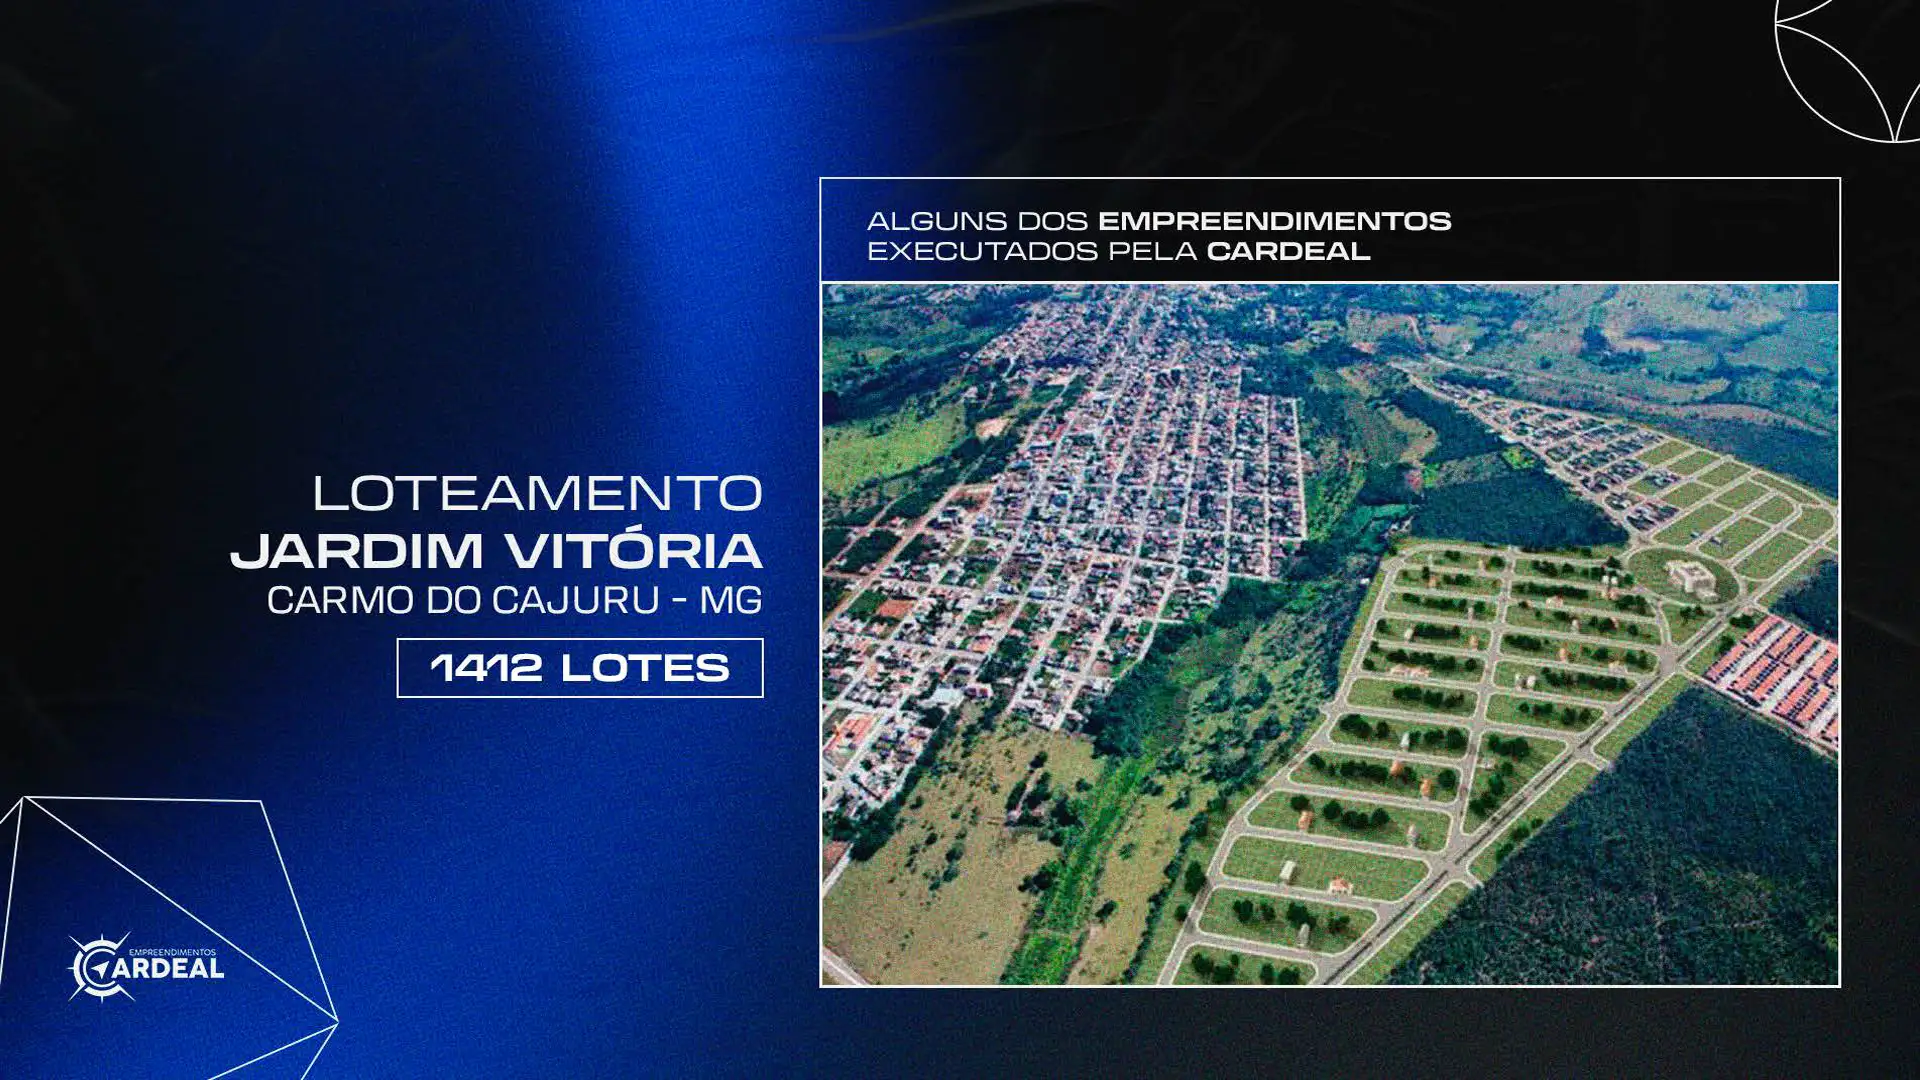 ALGUNS DOS EMPREENDIMENTOS
EXECUTADOS PELA CARDEAL
LOTEAMENTO
JARDIM VITÓRIA
CARMO DO CAJURU - MG
1412 LOTES
EMPREENDIMENTOS
CARDEAL